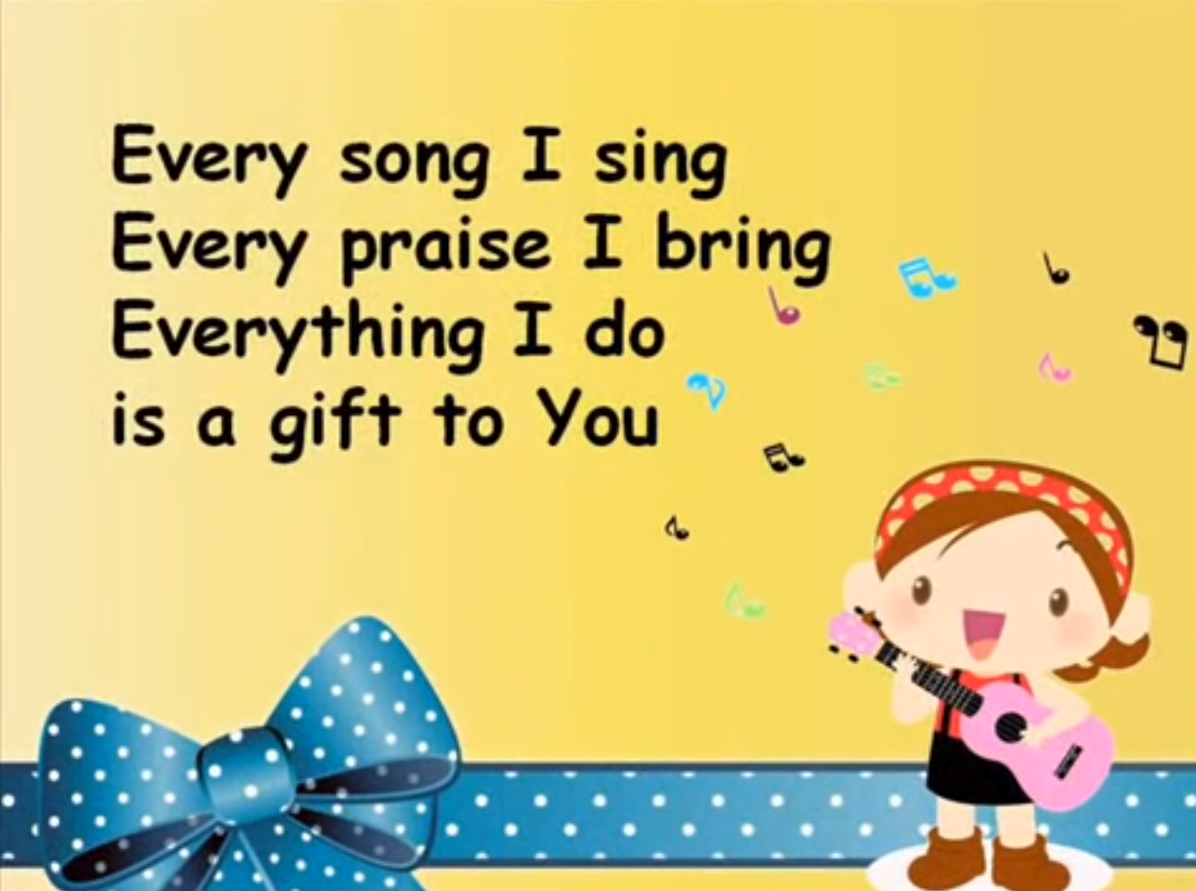 Every song I sing
Every praise I bring
Everything I do
is a gift to You